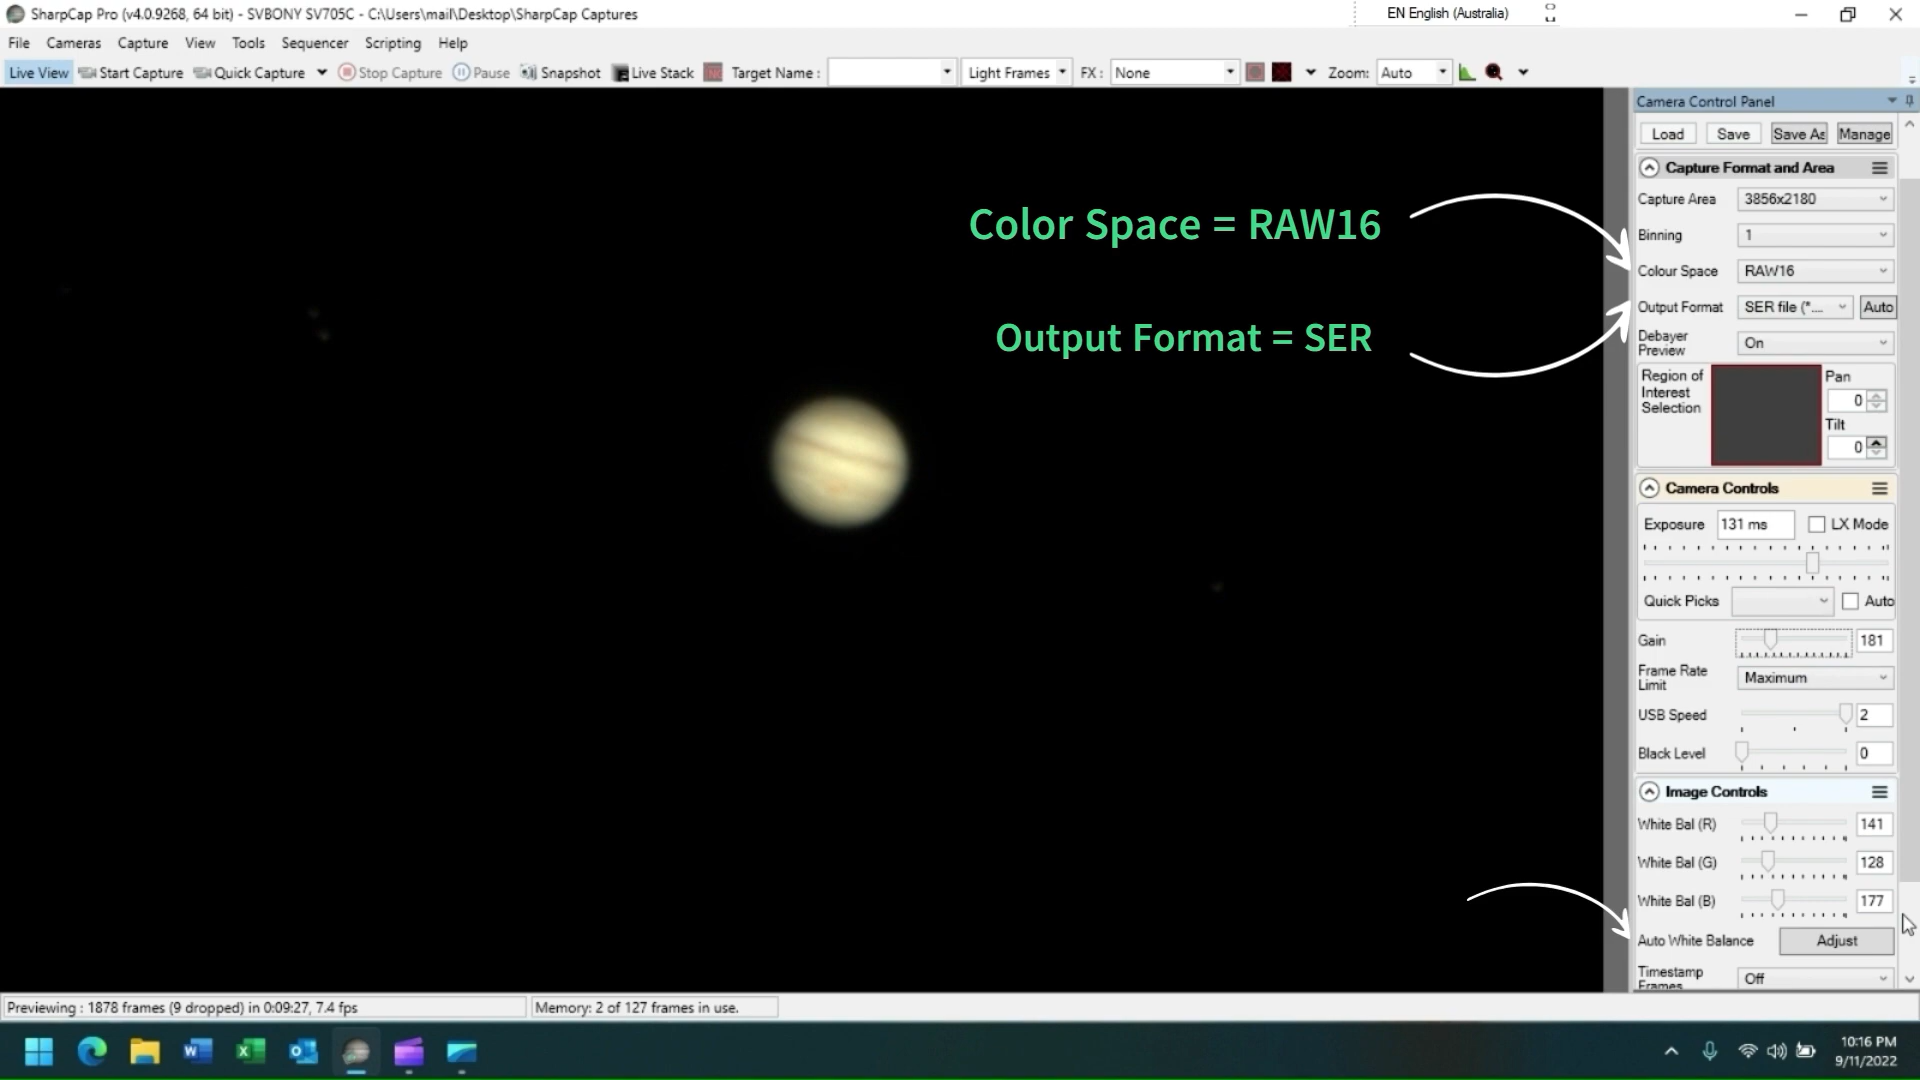 SharpCap Pro (v4.0.9268, 64 bit) - SVBONY SV705C - C:\Users\mail\Desktop\SharpCap Captures
EN English (Australia)
File Cameras Capture View Tools Sequencer Scripting Help
Live View Start Capture Quick Capture Stop Capture Pause Snapshot Live Stack Target Name : Light Frames FX : None Zoom: Auto
Camera Control Panel
Load Save Save As Manage
Capture Format and Area
Capture Area 3856x2180
Binning 1
Colour Space RAW16
Output Format SER file (*.... Auto
Debayer
Preview
On
Region of
Interest
Selection
Pan
0
Tilt
0
Color Space = RAW16
Output Format = SER
Camera Controls
Exposure 131 ms LX Mode
Quick Picks Auto
Gain 181
Frame Rate
Limit
Maximum
USB Speed 2
Black Level 0
Image Controls
White Bal (R) 141
White Bal (G) 128
White Bal (B) 177
Auto White Balance Adjust
Timestamp
Frames
Off
Previewing : 1878 frames (9 dropped) in 0:09:27, 7.4 fps
Memory: 2 of 127 frames in use.
10:16 PM
9/11/2022